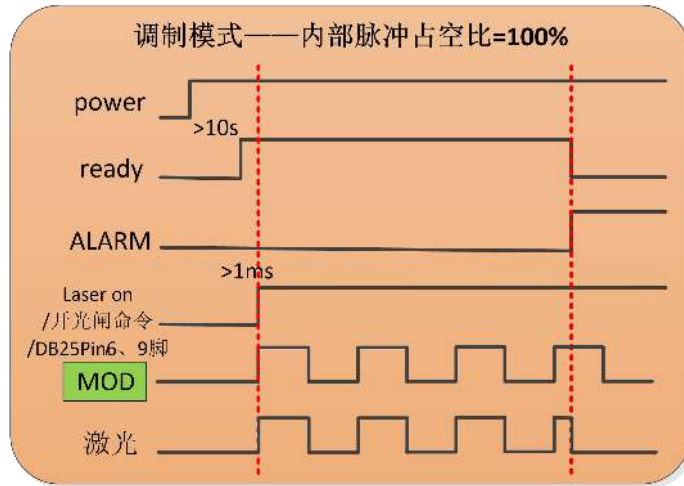 调制模式——内部脉冲占空比=100%
power
>10s
ready
ALARM
>1ms
Laser on
/开光闸命令
/DB25Pin6、9脚
MOD
激光